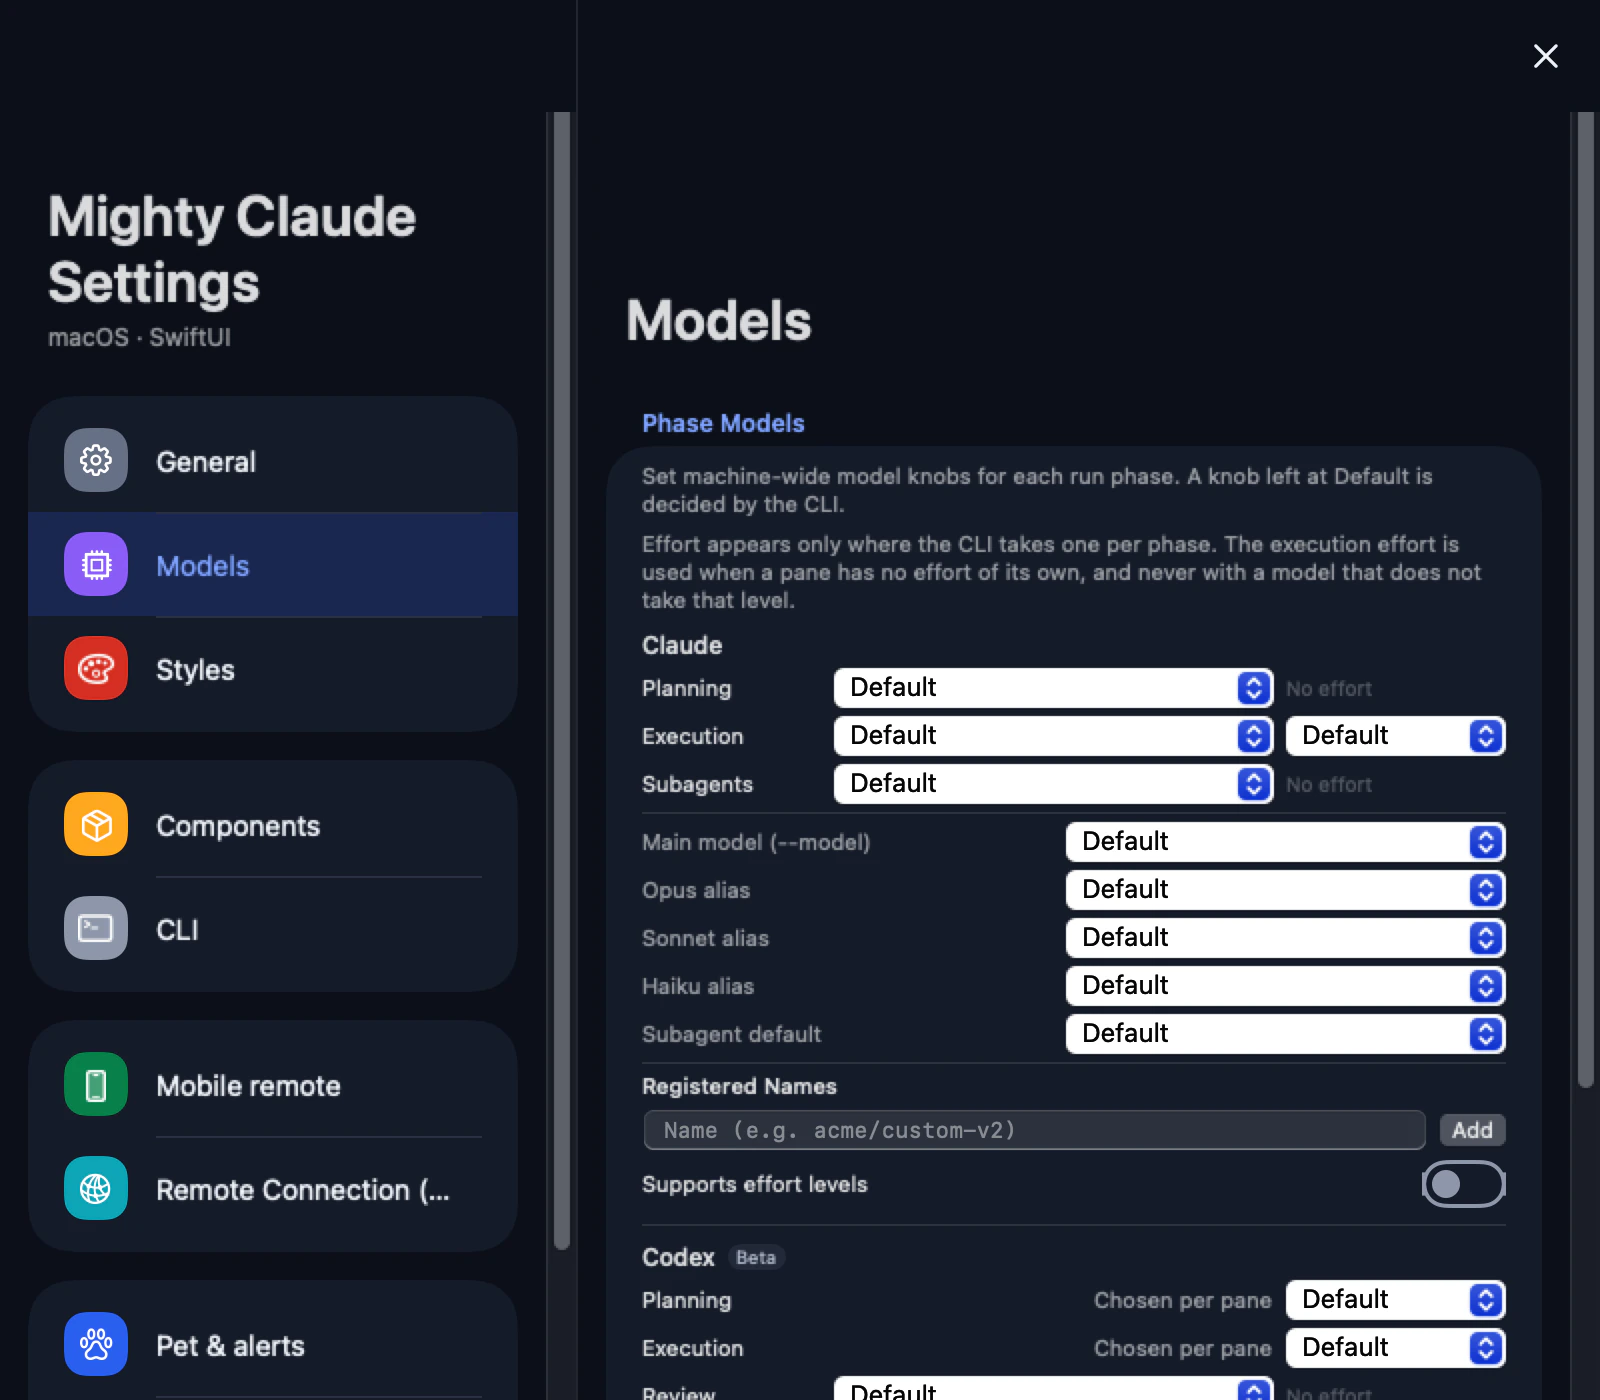 Mighty Claude
Settings
macOS · SwiftUI
General
Models
Styles
Components
CLI
Mobile remote
Remote Connection (...
Pet & alerts
Models
Phase Models
Set machine-wide model knobs for each run phase. A knob left at Default is
decided by the CLI.
Effort appears only where the CLI takes one per phase. The execution effort is
used when a pane has no effort of its own, and never with a model that does not
take that level.
Claude
Planning Default No effort
Execution Default Default
Subagents Default No effort
Main model (--model) Default
Opus alias Default
Sonnet alias Default
Haiku alias Default
Subagent default Default
Registered Names
Name (e.g. acme/custom-v2) Add
Supports effort levels
Codex Beta
Planning Chosen per pane Default
Execution Chosen per pane Default
Review Default No effort